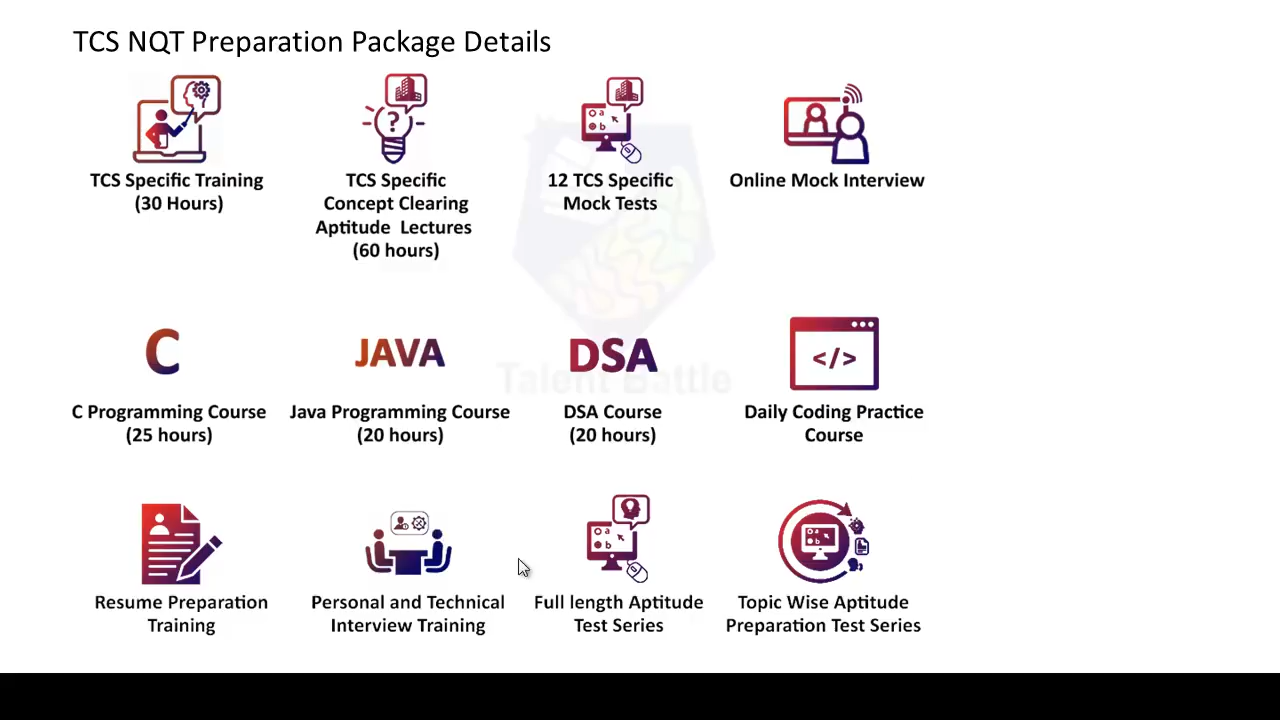 TCS NQT Preparation Package Details
TCS Specific Training
(30 Hours)
TCS Specific
Concept Clearing
Aptitude Lectures
(60 hours)
12 TCS Specific
Mock Tests
Online Mock Interview
C
C Programming Course
(25 hours)
JAVA
Java Programming Course
(20 hours)
DSA
DSA Course
(20 hours)
</>
Daily Coding Practice
Course
Talent Battle
Resume Preparation
Training
Personal and Technical
Interview Training
Full length Aptitude
Test Series
Topic Wise Aptitude
Preparation Test Series